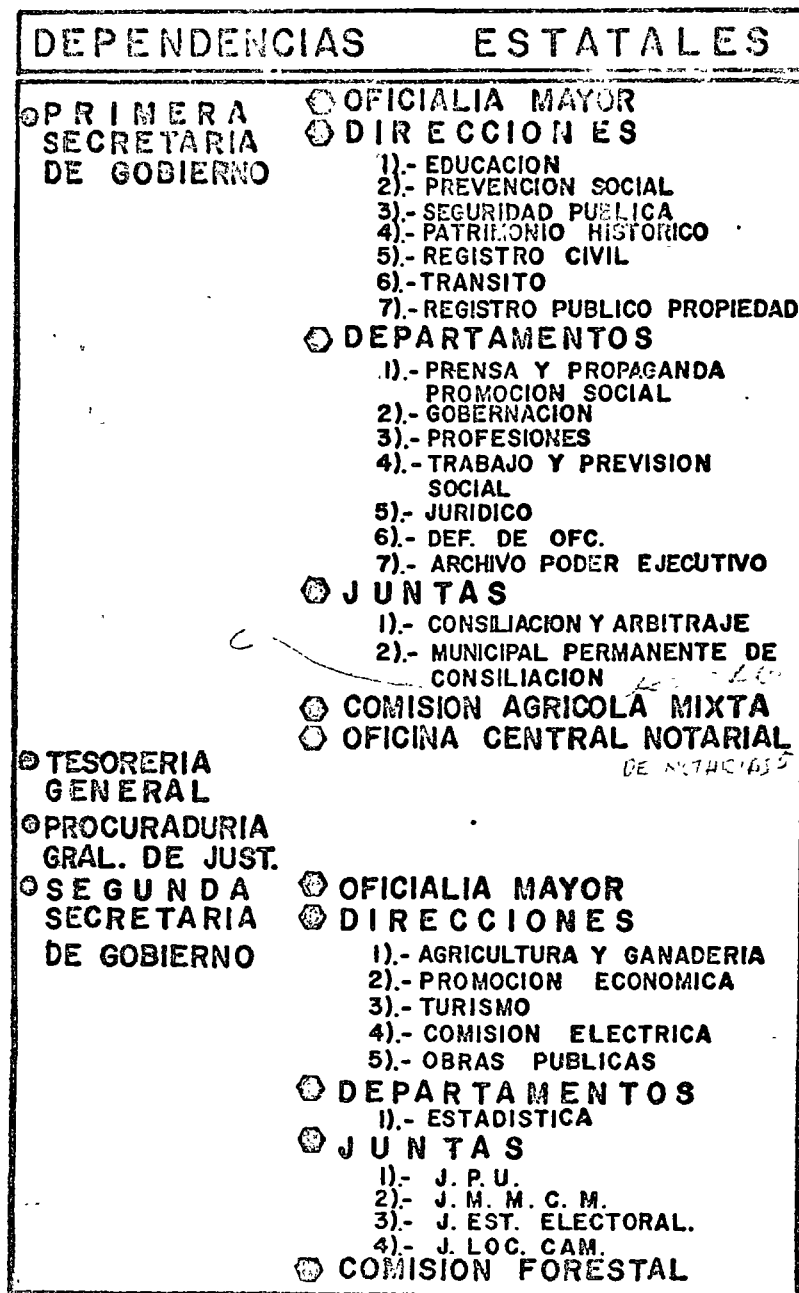 DEPENDENCIAS ESTATALES
PRIMERA
SECRETARIA
DE GOBIERNO
OFICIALIA MAYOR
DIRECCIONES
1).- EDUCACION
2).- PREVENCION SOCIAL
3).- SEGURIDAD PUBLICA
4).- PATRIMONIO HISTORICO
5).- REGISTRO CIVIL
6).- TRANSITO
7).- REGISTRO PUBLICO PROPIEDAD
DEPARTAMENTOS
1).- PRENSA Y PROPAGANDA
PROMOCION SOCIAL
2).- GOBERNACION
3).- PROFESIONES
4).- TRABAJO Y PREVISION
SOCIAL
5).- JURIDICO
6).- DEF. DE OFC.
7).- ARCHIVO PODER EJECUTIVO
JUNTAS
1).- CONSILIACION Y ARBITRAJE
2).- MUNICIPAL PERMANENTE DE
CONSILIACION
C
COMISION AGRICOLA MIXTA
OFICINA CENTRAL NOTARIAL
DE NOTARIAS
TESORERIA
GENERAL
PROCURADURIA
GRAL. DE JUST.
SEGUNDA
SECRETARIA
DE GOBIERNO
OFICIALIA MAYOR
DIRECCIONES
1).- AGRICULTURA Y GANADERIA
2).- PROMOCION ECONOMICA
3).- TURISMO
4).- COMISION ELECTRICA
5).- OBRAS PUBLICAS
DEPARTAMENTOS
1).- ESTADISTICA
JUNTAS
1).- J. P. U.
2).- J. M. M. C. M.
3).- J. EST. ELECTORAL.
4).- J. LOC. CAM.
COMISION FORESTAL